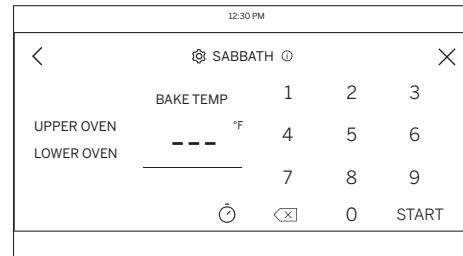 12:30 PM
SABBATH
BAKE TEMP
1 2 3
UPPER OVEN
LOWER OVEN
--- °F
4 5 6
7 8 9
0 START